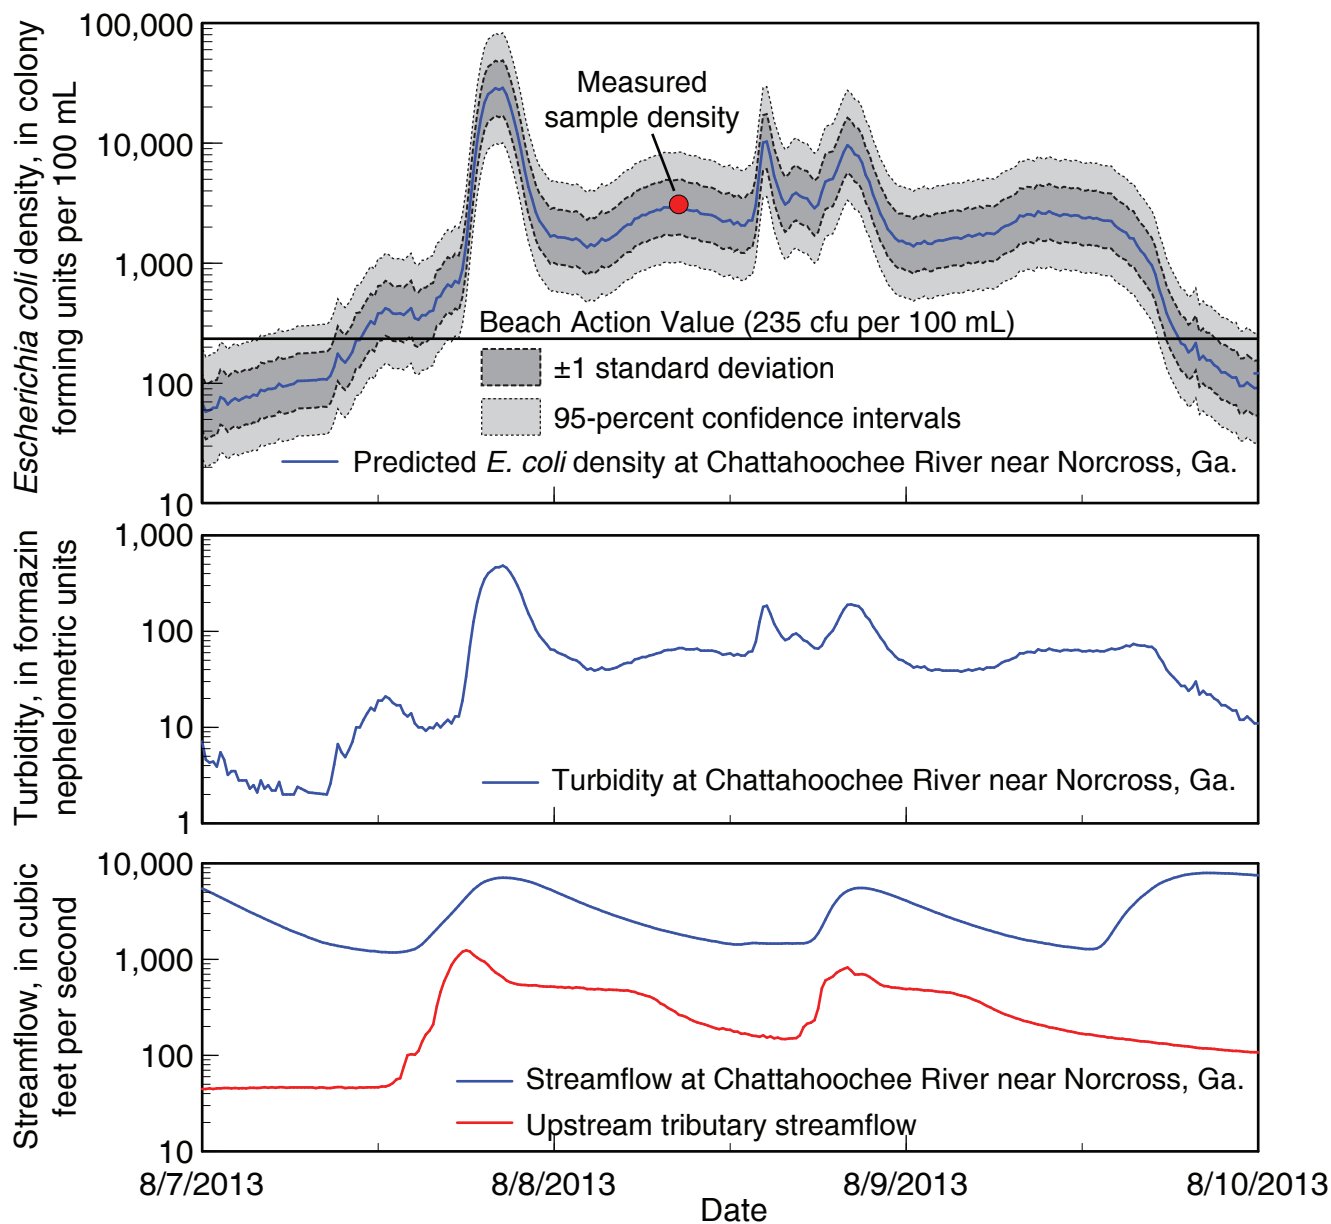 Escherichia coli density, in colony
forming units per 100 mL
100,000
10,000
1,000
100
10
Measured
sample density
Beach Action Value (235 cfu per 100 mL)
±1 standard deviation
95-percent confidence intervals
Predicted E. coli density at Chattahoochee River near Norcross, Ga.
Turbidity, in formazin
nephelometric units
1,000
100
10
1
Turbidity at Chattahoochee River near Norcross, Ga.
Streamflow, in cubic
feet per second
10,000
1,000
100
10
Streamflow at Chattahoochee River near Norcross, Ga.
Upstream tributary streamflow
8/7/2013 8/8/2013 8/9/2013 8/10/2013
Date